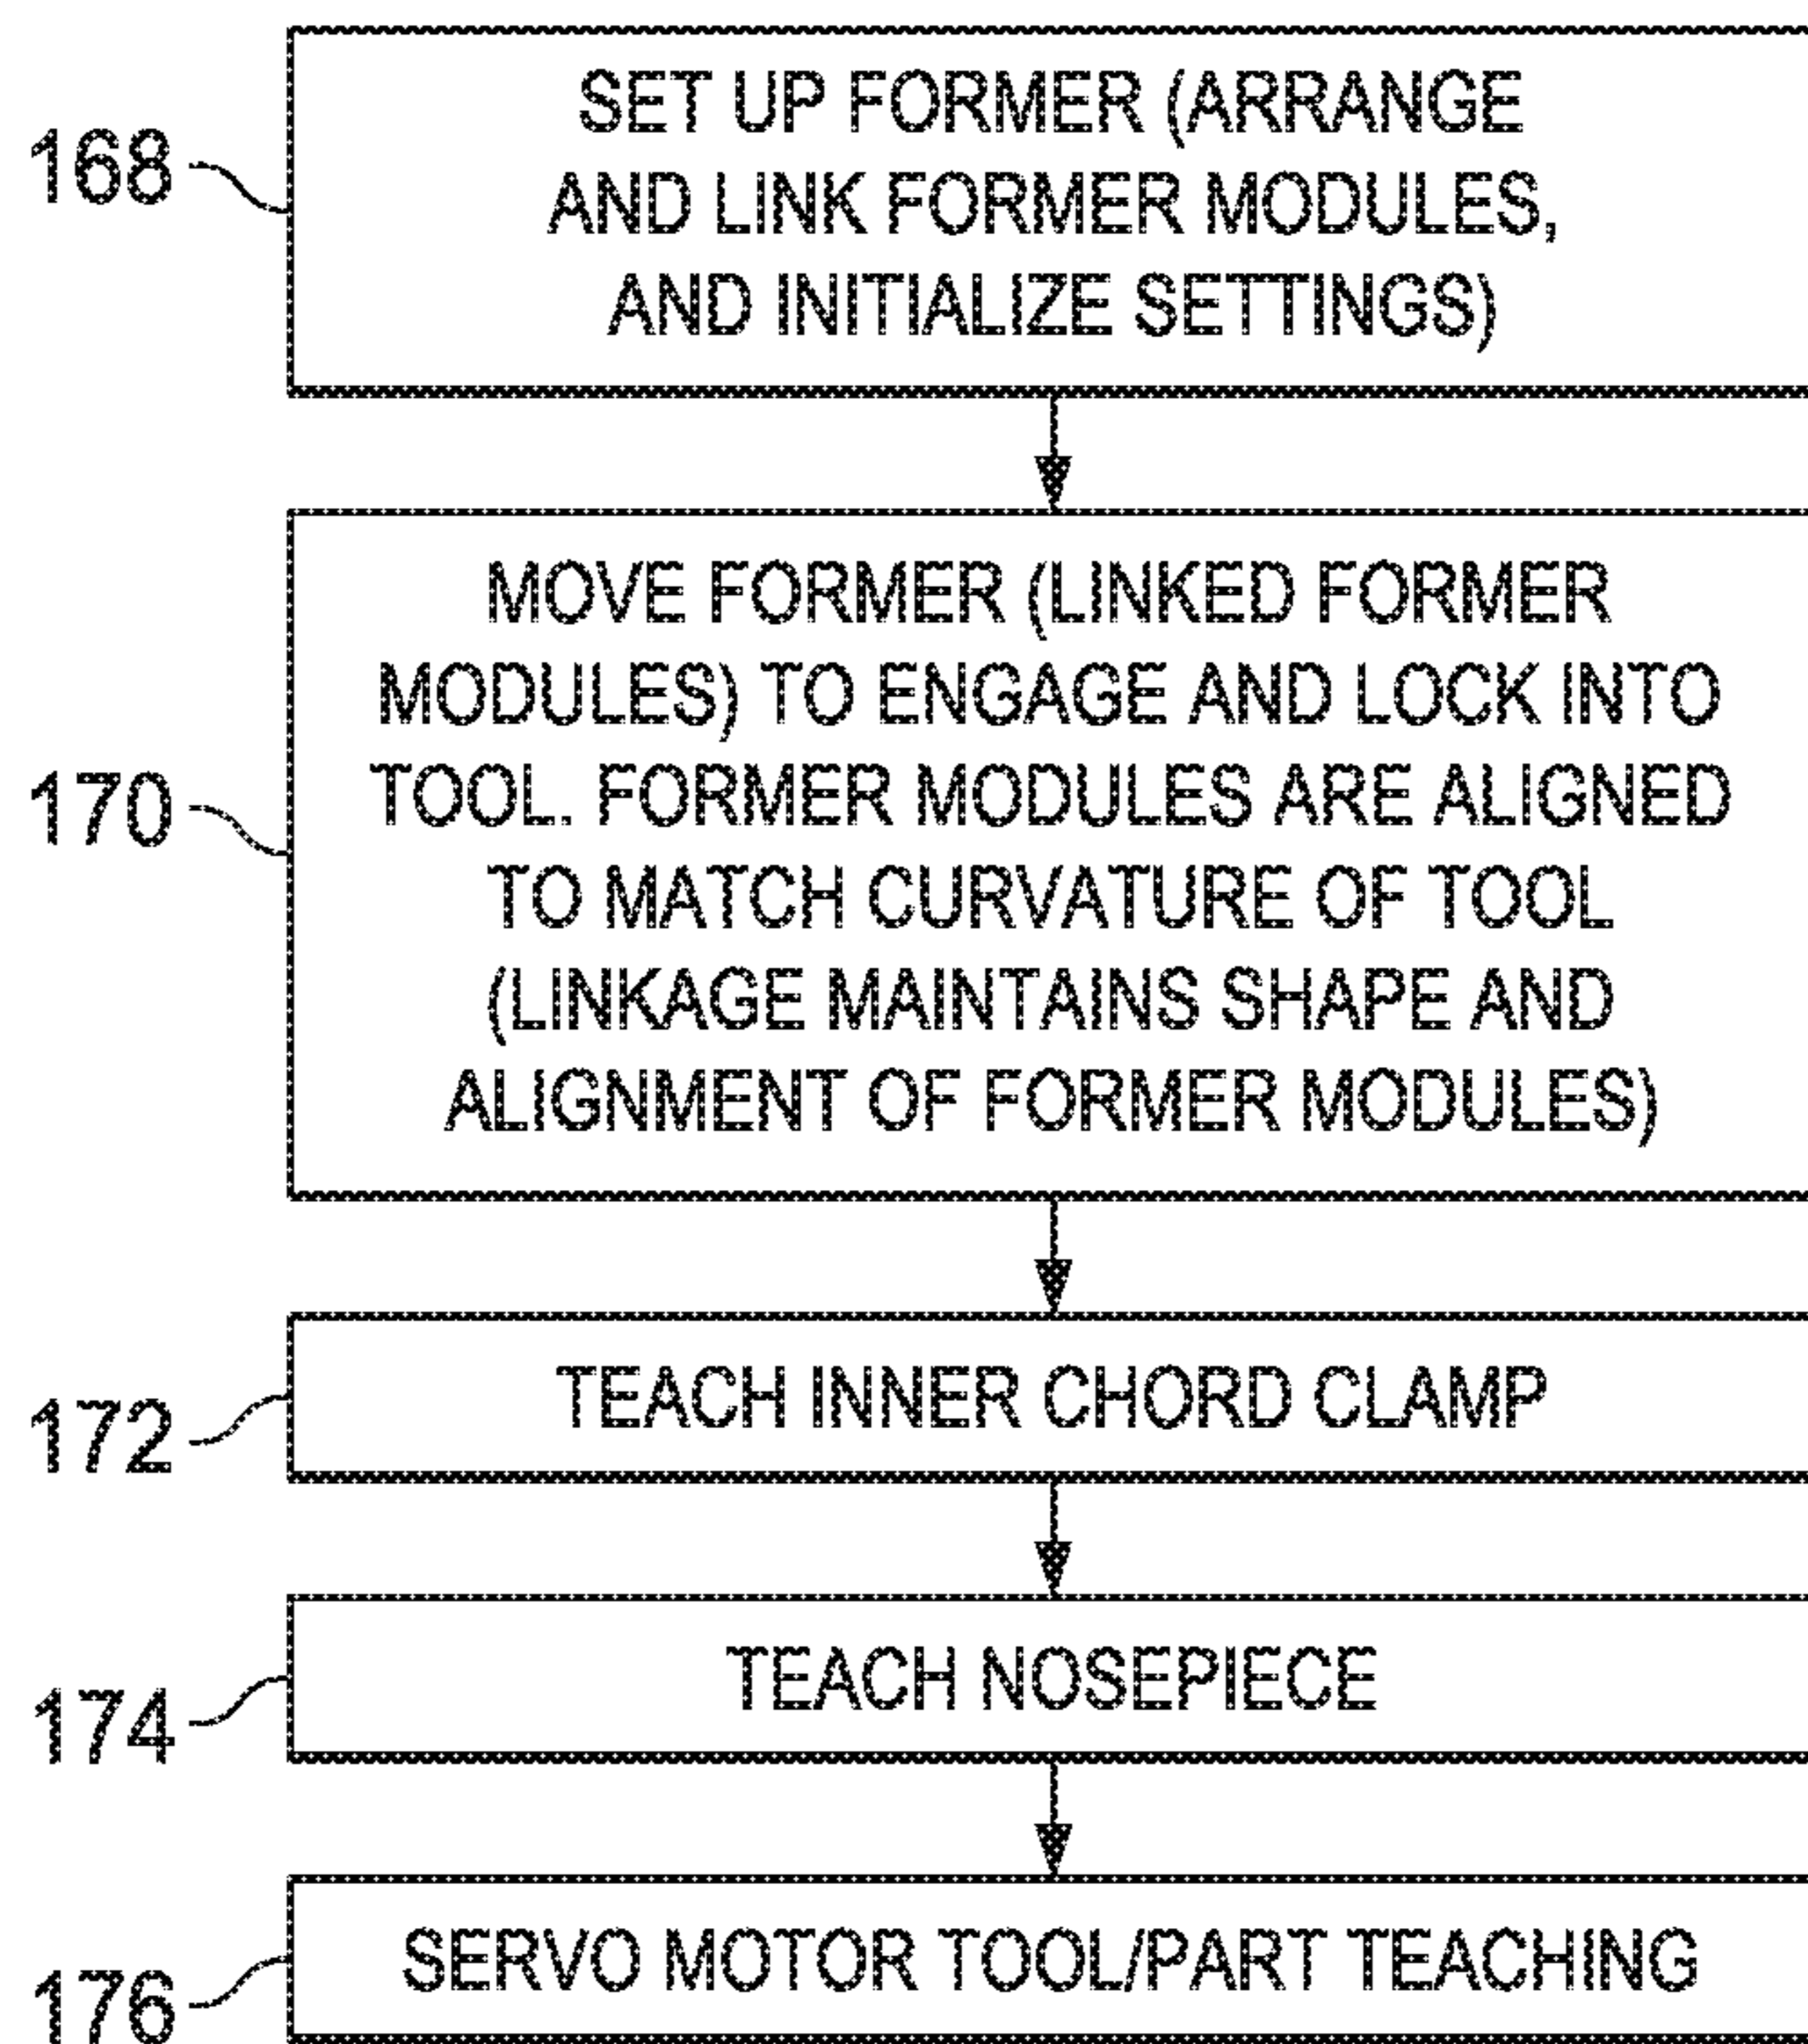 168
SET UP FORMER (ARRANGE
AND LINK FORMER MODULES,
AND INITIALIZE SETTINGS)
170
MOVE FORMER (LINKED FORMER
MODULES) TO ENGAGE AND LOCK INTO
TOOL. FORMER MODULES ARE ALIGNED
TO MATCH CURVATURE OF TOOL
(LINKAGE MAINTAINS SHAPE AND
ALIGNMENT OF FORMER MODULES)
172
TEACH INNER CHORD CLAMP
174
TEACH NOSEPIECE
176
SERVO MOTOR TOOL/PART TEACHING